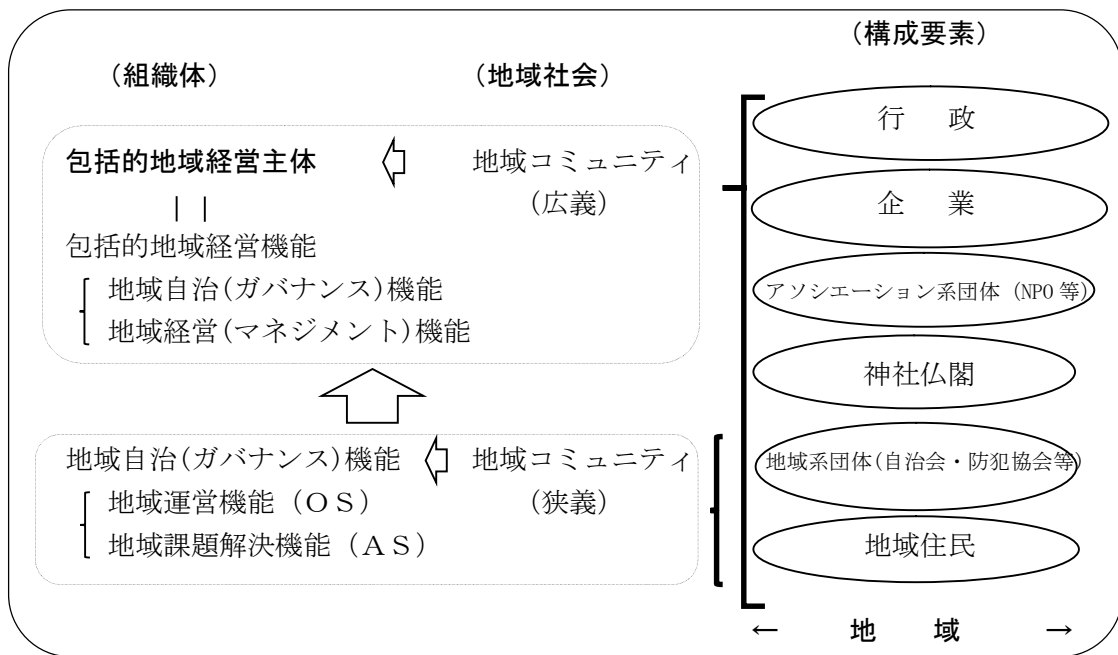 （構成要素）
（組織体）
（地域社会）
行　政
包括的地域経営主体
地域コミュニティ
（広義）
企　業
包括的地域経営機能
地域自治(ガバナンス)機能
地域経営(マネジメント)機能
アソシエーション系団体（NPO 等）
神社仏閣
地域自治(ガバナンス)機能
地域コミュニティ
（狭義）
地域運営機能（ＯＳ）
地域課題解決機能（ＡＳ）
地域系団体(自治会・防犯協会等)
地域住民
←　地　域　→